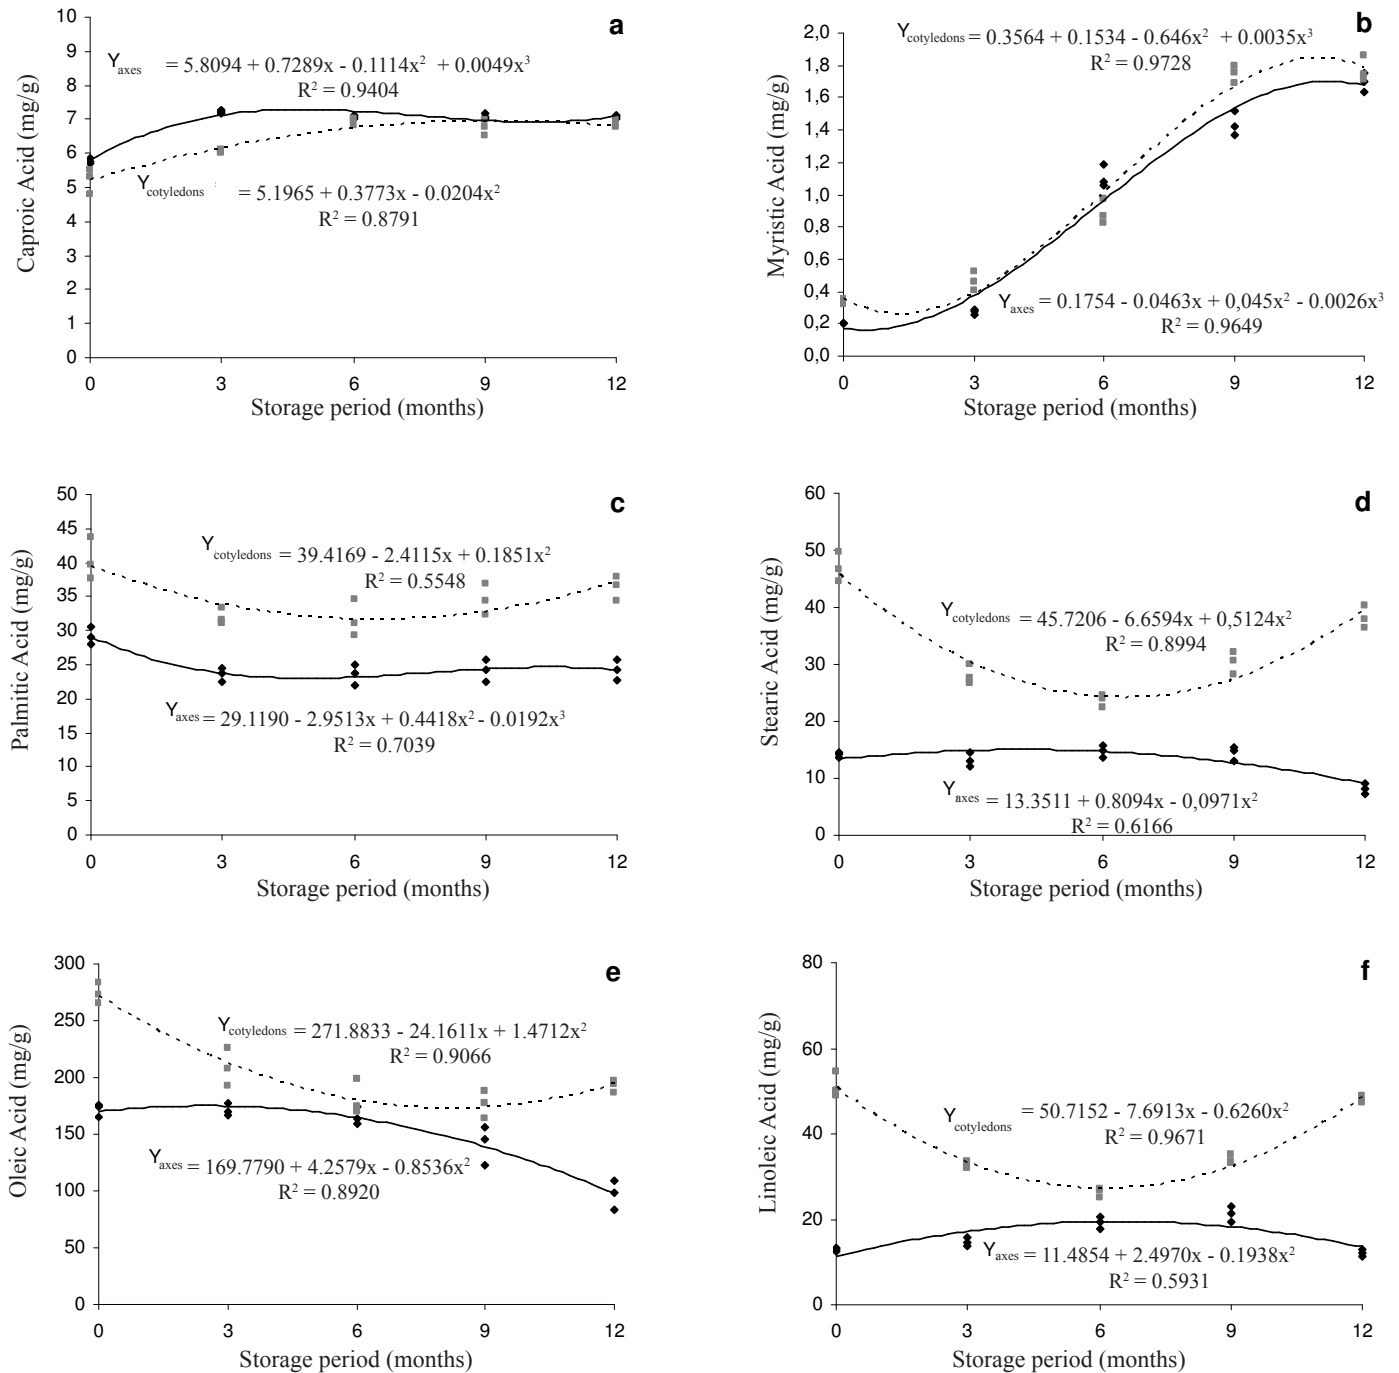 a
10
9
8
7
6
5
4
3
2
1
0
Caproic Acid (mg/g)
Yaxes = 5.8094 + 0.7289x - 0.1114x² + 0.0049x³
R² = 0.9404
Ycotyledons = 5.1965 + 0.3773x - 0.0204x²
R² = 0.8791
0 3 6 9 12
Storage period (months)
b
2,0
1,8
1,6
1,4
1,2
1,0
0,8
0,6
0,4
0,2
0,0
Myristic Acid (mg/g)
Ycotyledons = 0.3564 + 0.1534 - 0.646x² + 0.0035x³
R² = 0.9728
Yaxes = 0.1754 - 0.0463x + 0,045x² - 0.0026x³
R² = 0.9649
0 3 6 9 12
Storage period (months)
c
50
45
40
35
30
25
20
15
10
5
0
Palmitic Acid (mg/g)
Ycotyledons = 39.4169 - 2.4115x + 0.1851x²
R² = 0.5548
Yaxes = 29.1190 - 2.9513x + 0.4418x² - 0.0192x³
R² = 0.7039
0 3 6 9 12
Storage period (months)
d
60
50
40
30
20
10
0
Stearic Acid (mg/g)
Ycotyledons = 45.7206 - 6.6594x + 0,5124x²
R² = 0.8994
Yaxes = 13.3511 + 0.8094x - 0,0971x²
R² = 0.6166
0 3 6 9 12
Storage period (months)
e
300
250
200
150
100
50
0
Oleic Acid (mg/g)
Ycotyledons = 271.8833 - 24.1611x + 1.4712x²
R² = 0.9066
Yaxes = 169.7790 + 4.2579x - 0.8536x²
R² = 0.8920
0 3 6 9 12
Storage period (months)
f
80
60
40
20
0
Linoleic Acid (mg/g)
Ycotyledons = 50.7152 - 7.6913x - 0.6260x²
R² = 0.9671
Yaxes = 11.4854 + 2.4970x - 0.1938x²
R² = 0.5931
0 3 6 9 12
Storage period (months)